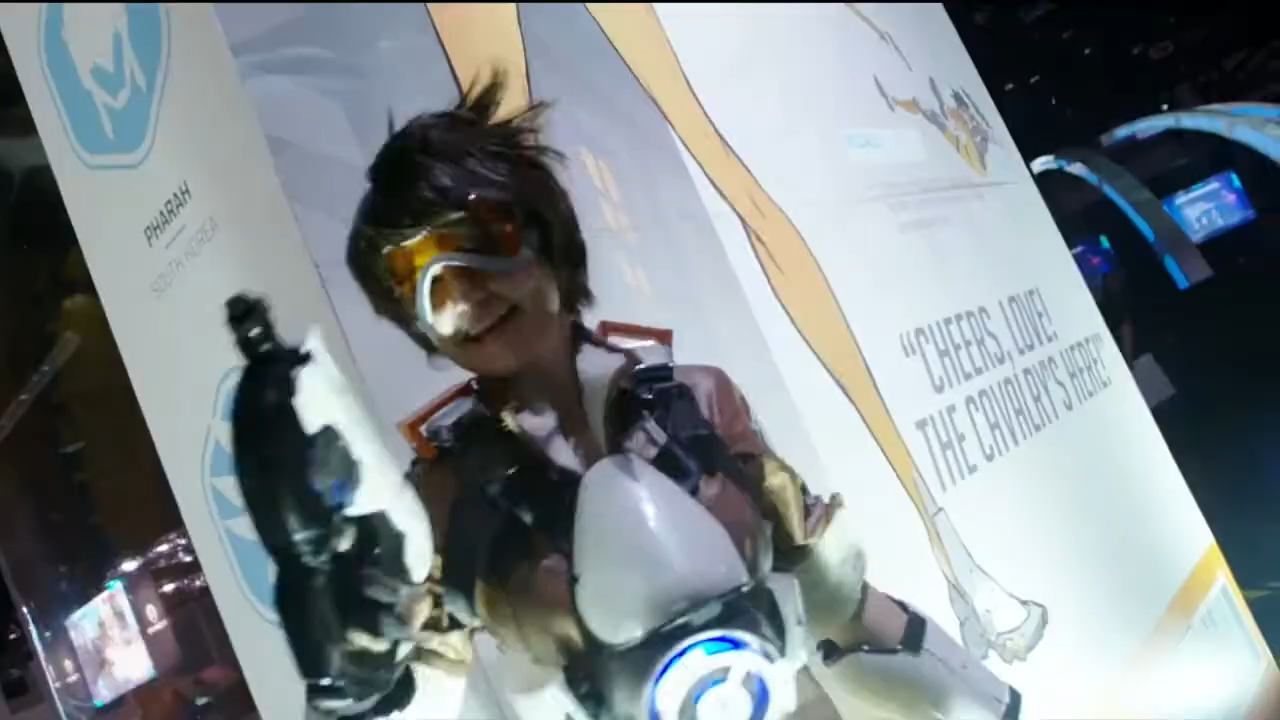 PHARAH
SOUTH KOREA
"CHEERS, LOVE!
THE CAVALRY'S HERE!"